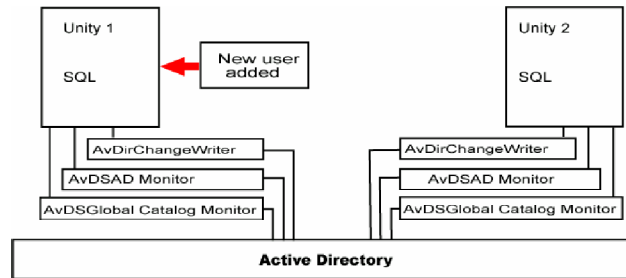 Unity 1
SQL
New user
added
Unity 2
SQL
AvDirChangeWriter
AvDSAD Monitor
AvDSGlobal Catalog Monitor
AvDirChangeWriter
AvDSAD Monitor
AvDSGlobal Catalog Monitor
Active Directory